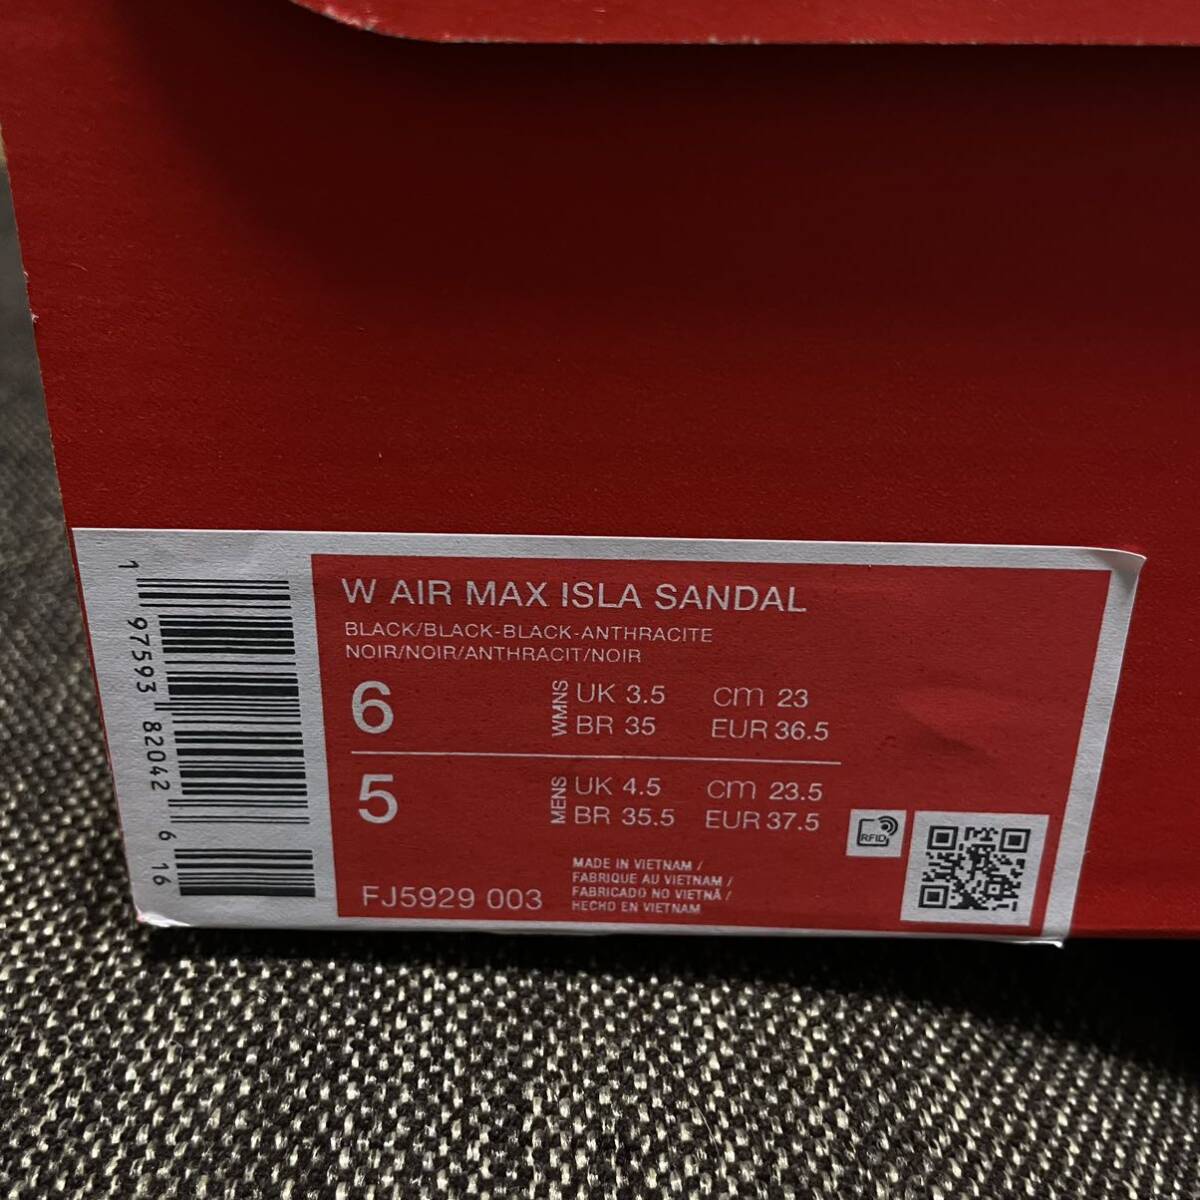 W AIR MAX ISLA SANDAL
BLACK/BLACK-BLACK-ANTHRACITE
NOIR/NOIR/ANTHRACIT/NOIR
6
WMNS
UK 3.5 cm 23
BR 35 EUR 36.5
5
MENS
UK 4.5 cm 23.5
BR 35.5 EUR 37.5
FJ5929 003
MADE IN VIETNAM /
FABRIQUE AU VIETNAM /
FABRICADO NO VIETNÃ /
HECHO EN VIETNAM
RFID
1 97593 82042 6 16